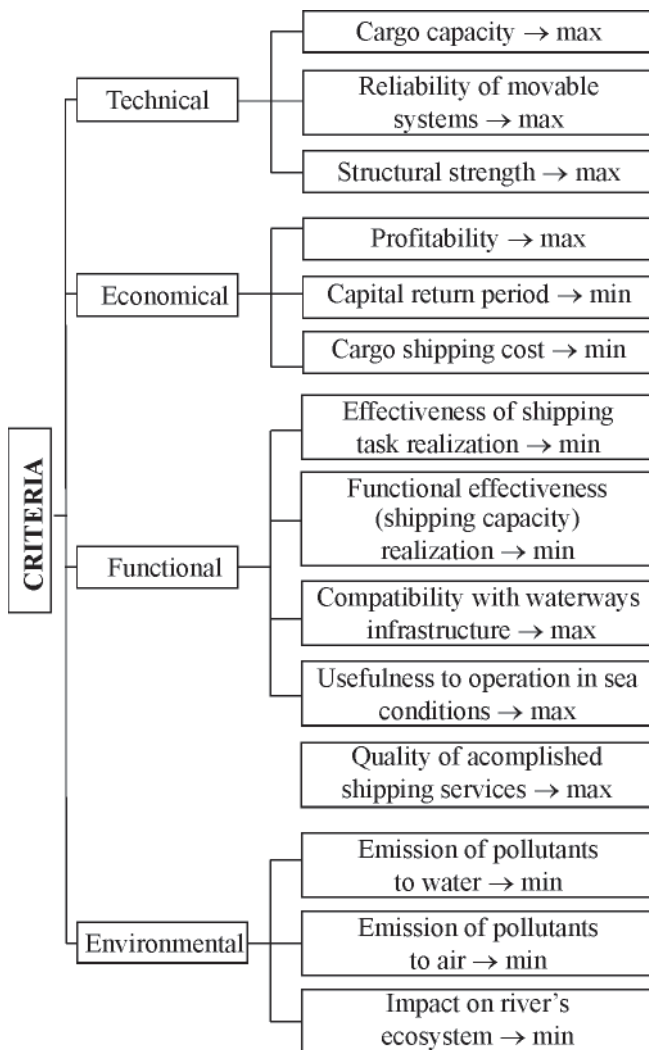 CRITERIA
Technical
Cargo capacity → max
Reliability of movable
systems → max
Structural strength → max
Economical
Profitability → max
Capital return period → min
Cargo shipping cost → min
Functional
Effectiveness of shipping
task realization → min
Functional effectiveness
(shipping capacity)
realization → min
Compatibility with waterways
infrastructure → max
Usefulness to operation in sea
conditions → max
Quality of acomplished
shipping services → max
Environmental
Emission of pollutants
to water → min
Emission of pollutants
to air → min
Impact on river's
ecosystem → min